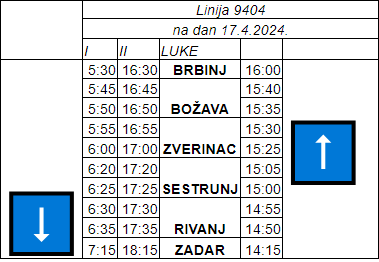 Linija 9404
na dan 17.4.2024.
I II LUKE
5:30 16:30 BRBINJ 16:00
5:45 16:45 15:40
5:50 16:50 BOŽAVA 15:35
5:55 16:55 15:30
6:00 17:00 ZVERINAC 15:25
6:20 17:20 15:05
6:25 17:25 SESTRUNJ 15:00
6:30 17:30 14:55
6:35 17:35 RIVANJ 14:50
7:15 18:15 ZADAR 14:15